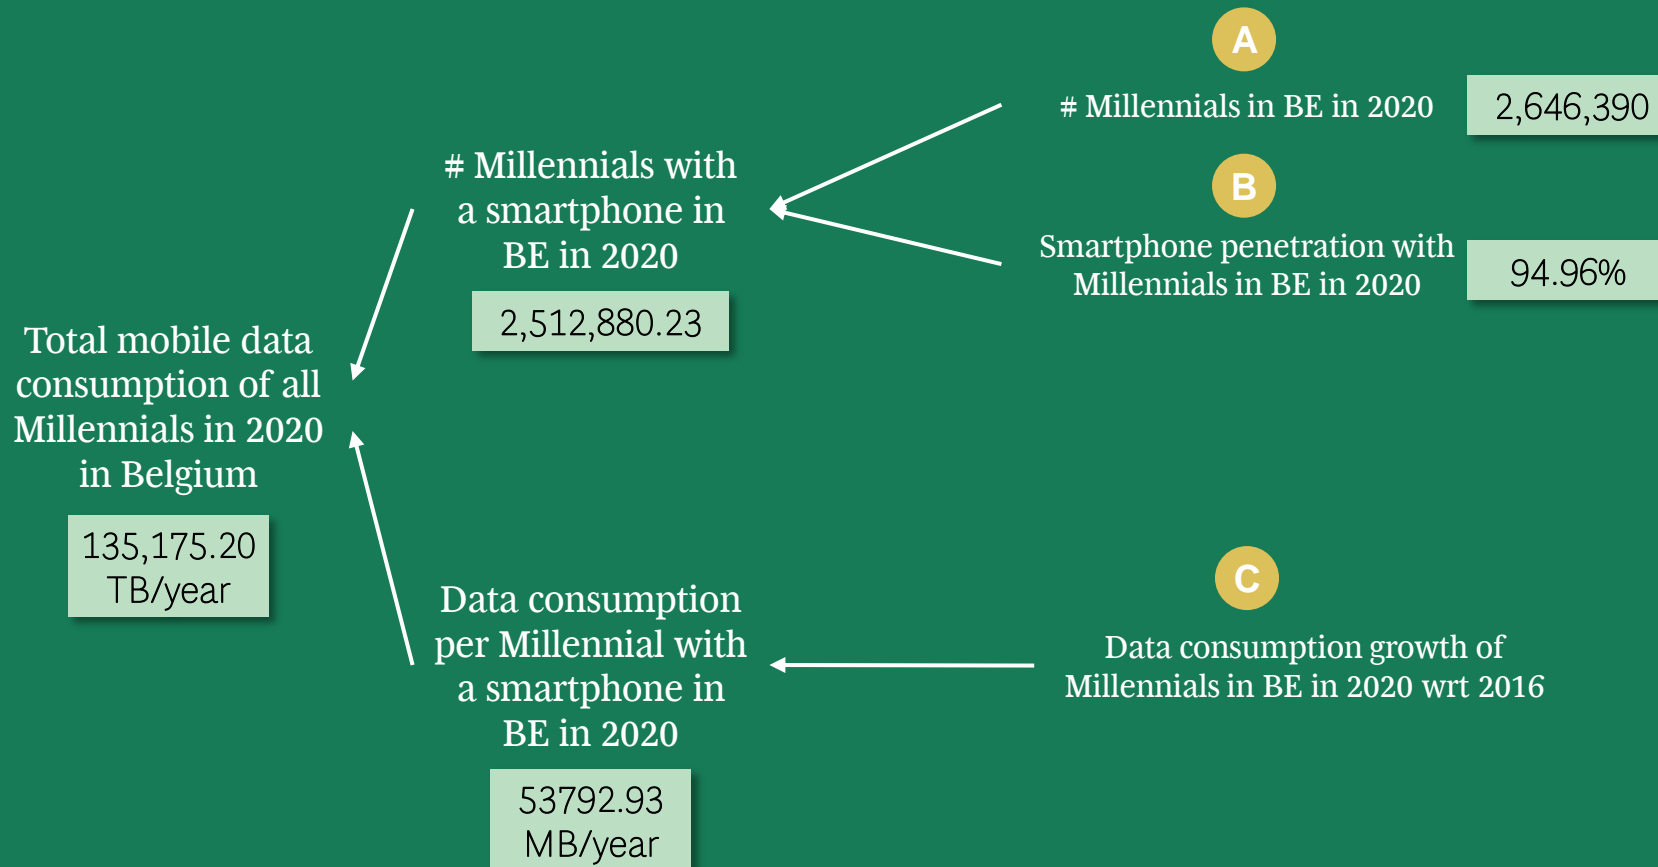 A
# Millennials in BE in 2020
2,646,390
B
Smartphone penetration with
Millennials in BE in 2020
94.96%
# Millennials with
a smartphone in
BE in 2020
2,512,880.23
Total mobile data
consumption of all
Millennials in 2020
in Belgium
135,175.20
TB/year
Data consumption
per Millennial with
a smartphone in
BE in 2020
53792.93
MB/year
C
Data consumption growth of
Millennials in BE in 2020 wrt 2016